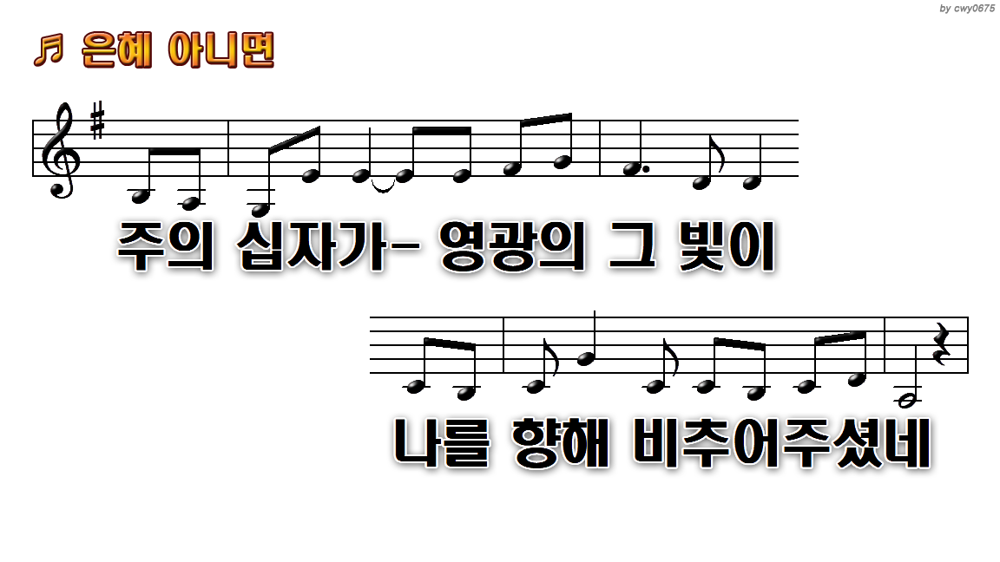 by cwy0675
♬ 은혜 아니면
주의 십자가- 영광의 그 빛이
나를 향해 비추어주셨네